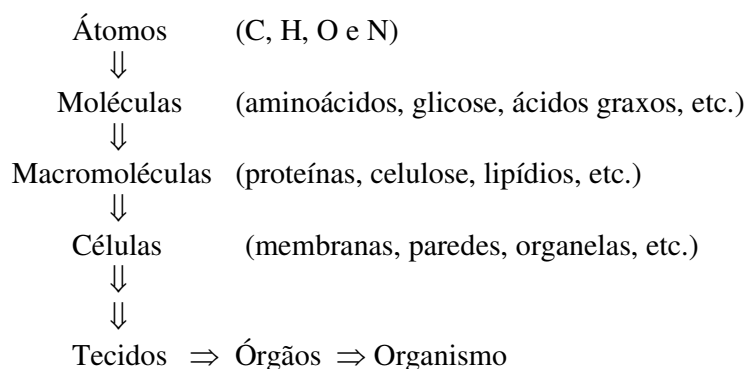 Átomos (C, H, O e N)
⇓
Moléculas (aminoácidos, glicose, ácidos graxos, etc.)
⇓
Macromoléculas (proteínas, celulose, lipídios, etc.)
⇓
Células (membranas, paredes, organelas, etc.)
⇓
⇓
Tecidos ⇒ Órgãos ⇒ Organismo